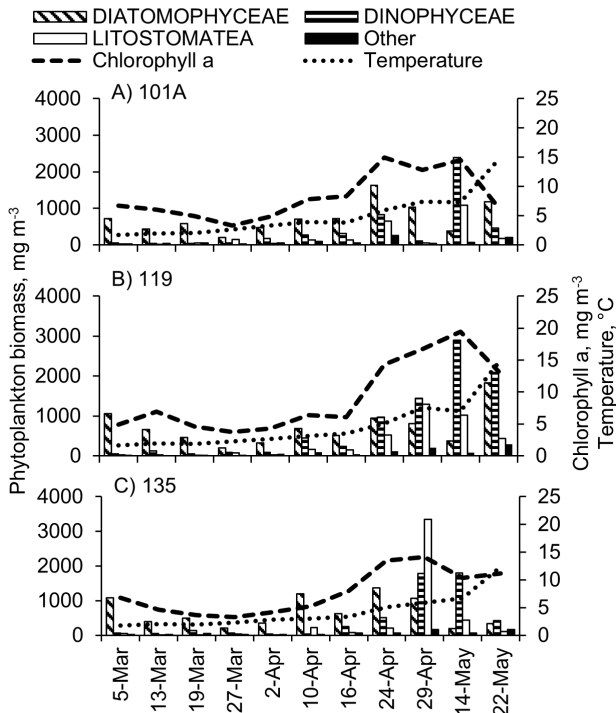 DIATOMOPHYCEAE DINOPHYCEAE
LITOSTOMATEA Other
Chlorophyll a Temperature
A) 101A
4000 25
3000 20
2000 15
1000 10
0 5
0
B) 119
4000 25
3000 20
2000 15
1000 10
0 5
0
C) 135
4000 25
3000 20
2000 15
1000 10
0 5
0
Phytoplankton biomass, mg m-3
Chlorophyll a, mg m-3
Temperature, °C
5-Mar
13-Mar
19-Mar
27-Mar
2-Apr
10-Apr
16-Apr
24-Apr
29-Apr
14-May
22-May